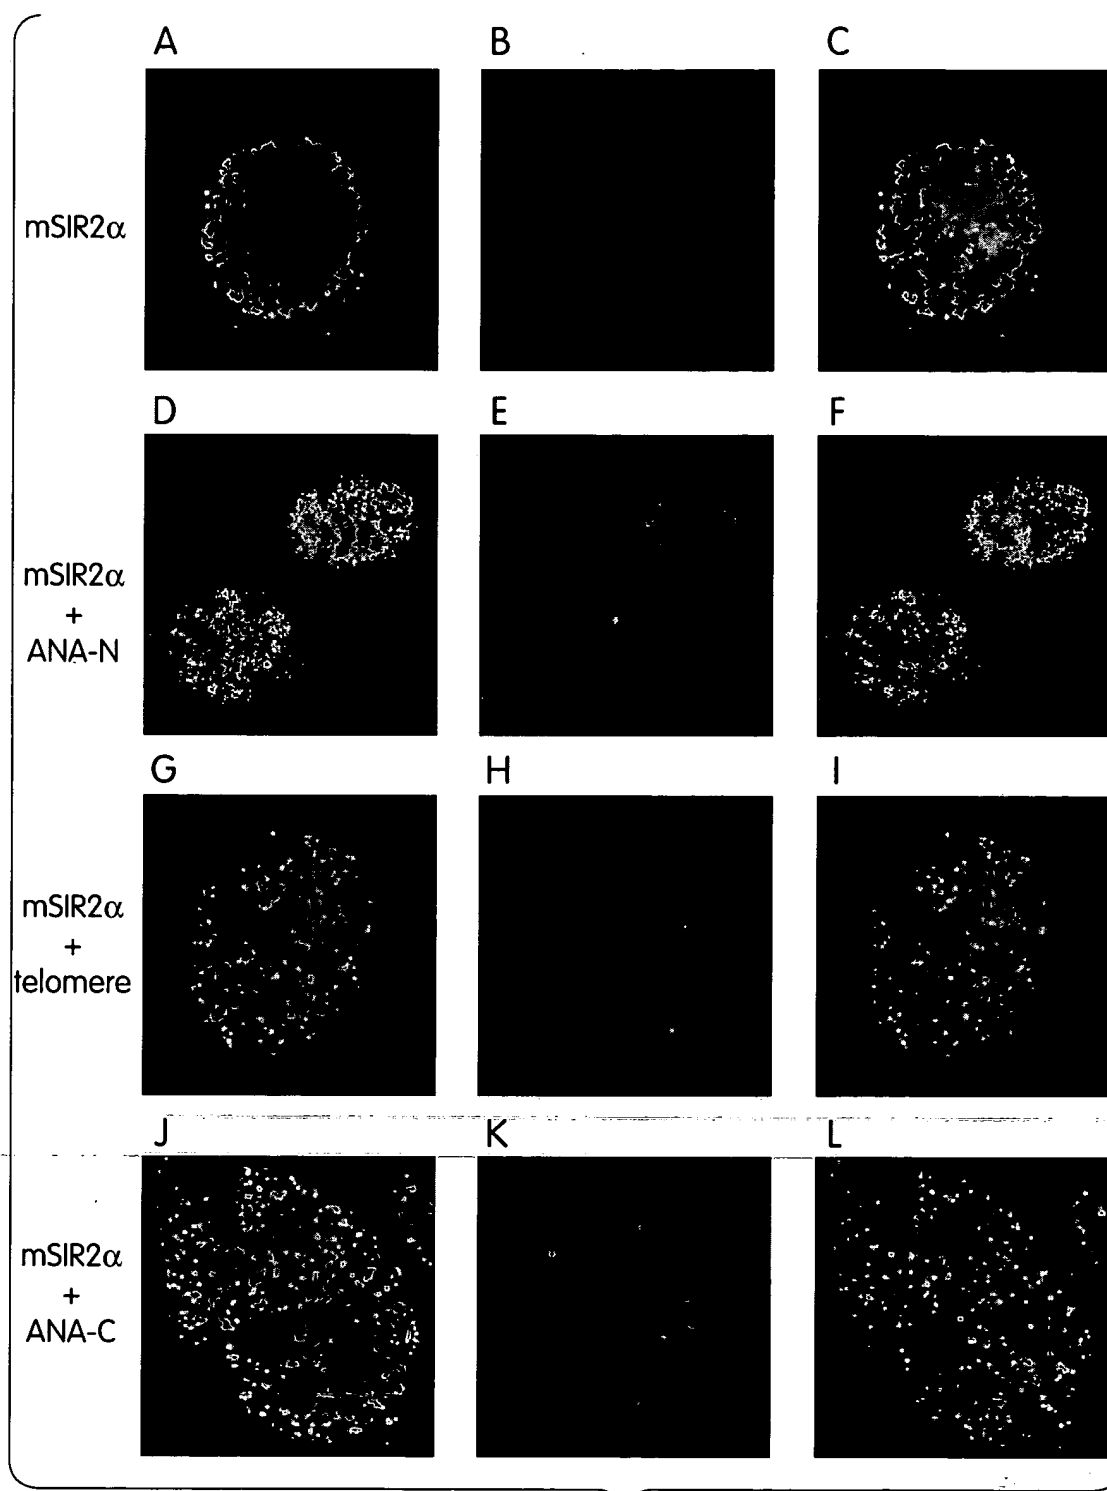 A B C
mSIR2α
D E F
mSIR2α
+
ANA-N
G H I
mSIR2α
+
telomere
J K L
mSIR2α
+
ANA-C